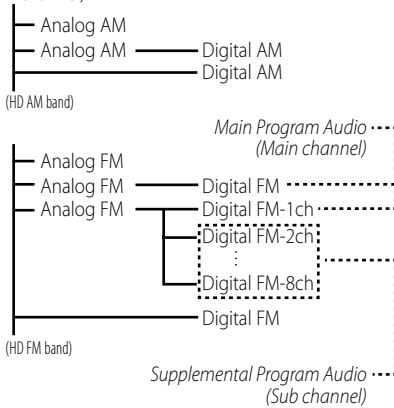 Analog AM
Analog AM Digital AM
Digital AM
(HD AM band)
Main Program Audio
(Main channel)
Analog FM
Analog FM Digital FM
Analog FM Digital FM-1ch
Digital FM-2ch
⋮
Digital FM-8ch
Digital FM
(HD FM band)
Supplemental Program Audio
(Sub channel)